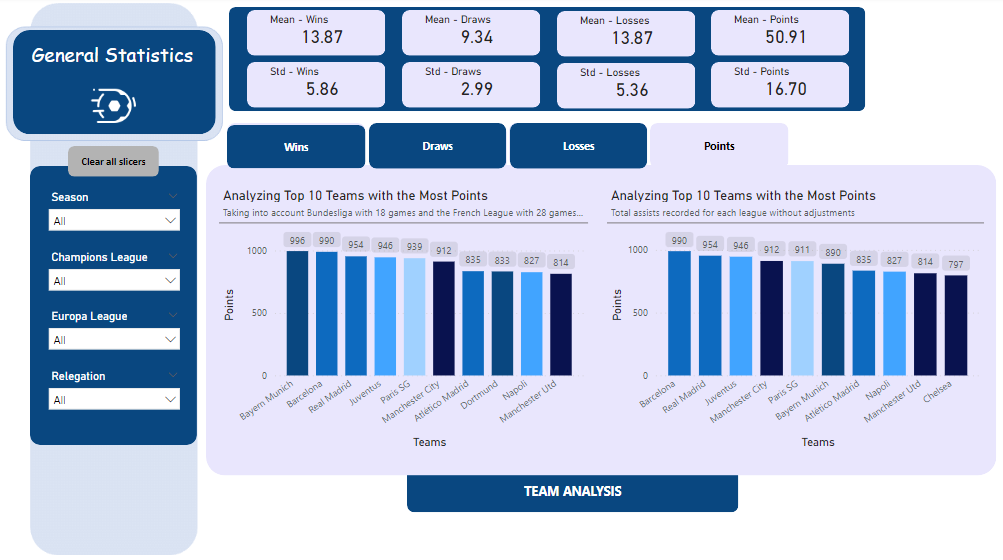 General Statistics
Mean - Wins
13.87
Mean - Draws
9.34
Mean - Losses
13.87
Mean - Points
50.91
Std - Wins
5.86
Std - Draws
2.99
Std - Losses
5.36
Std - Points
16.70
Clear all slicers
Season
All
Champions League
All
Europa League
All
Relegation
All
Wins
Draws
Losses
Points
Analyzing Top 10 Teams with the Most Points
Taking into account Bundesliga with 18 games and the French League with 28 games...
Points
1000
500
0
996
990
954
946
939
912
835
833
827
814
Bayern Munich
Barcelona
Real Madrid
Juventus
Paris SG
Manchester City
Atlético Madrid
Dortmund
Napoli
Manchester Utd
Teams
Analyzing Top 10 Teams with the Most Points
Total assists recorded for each league without adjustments
Points
1000
500
0
990
954
946
912
911
890
835
827
814
797
Barcelona
Real Madrid
Juventus
Manchester City
Paris SG
Bayern Munich
Atlético Madrid
Napoli
Manchester Utd
Chelsea
Teams
TEAM ANALYSIS